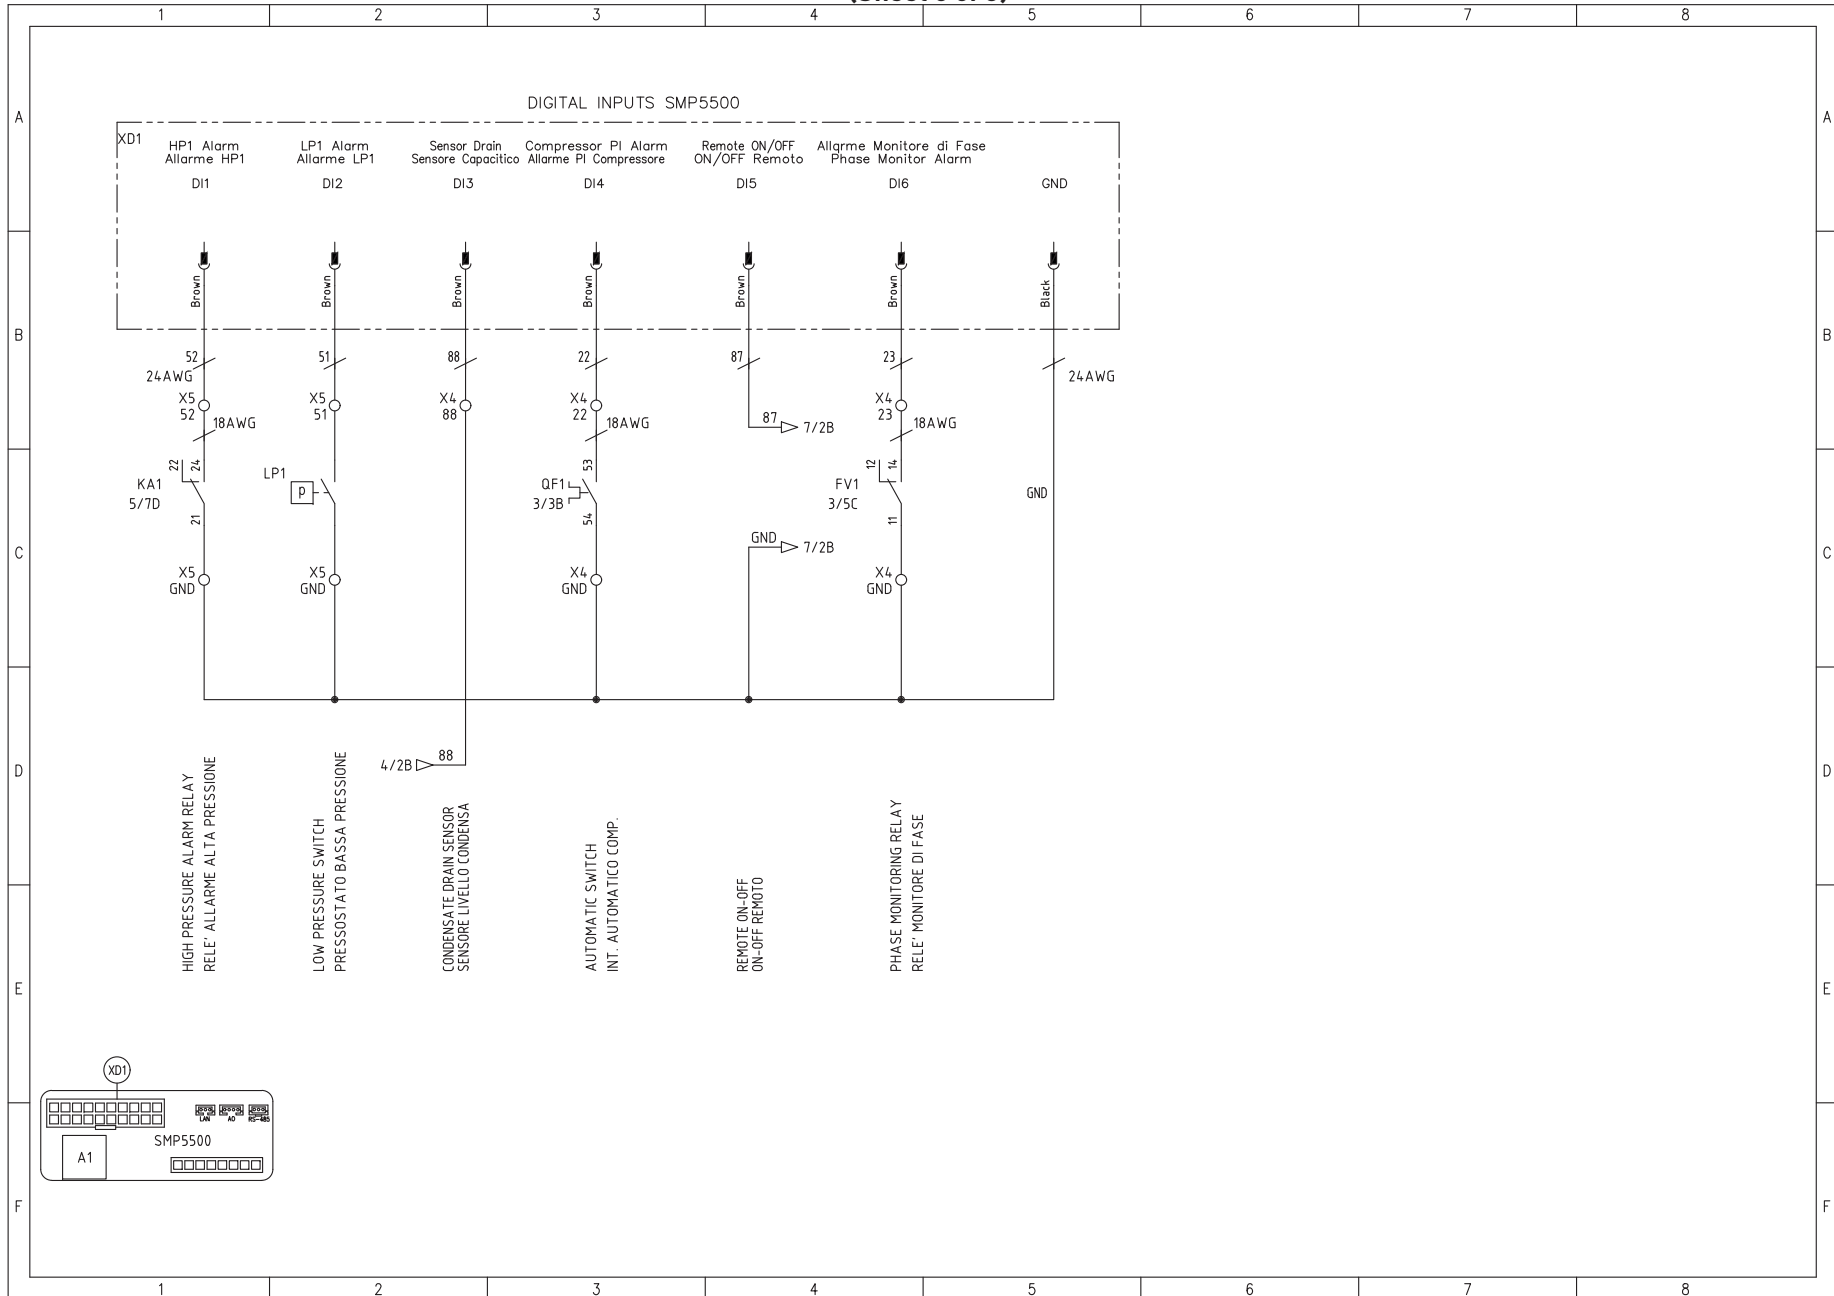 1 2 3 4 5 6 7 8
A A
DIGITAL INPUTS SMP5500
XD1
HP1 Alarm
Allarme HP1
DI1
LP1 Alarm
Allarme LP1
DI2
Sensor Drain
Sensore Capacitico
DI3
Compressor PI Alarm
Allarme PI Compressore
DI4
Remote ON/OFF
ON/OFF Remoto
DI5
Allarme Monitore di Fase
Phase Monitor Alarm
DI6
GND
Brown Brown Brown Brown Brown Brown Black
B B
52 51 88 22 87 23
24AWG 24AWG
X5 X5 X4 X4 X4
52 51 88 22 23
18AWG 18AWG 18AWG
87 7/2B
22 24
KA1
5/7D
21
LP1
P
53
QF1
3/3B
54
12 14
FV1
3/5C
11
GND
GND 7/2B
C C
X5 X5 X4 X4
GND GND GND GND
88
4/2B
D D
HIGH PRESSURE ALARM RELAY
RELE' ALLARME ALTA PRESSIONE
LOW PRESSURE SWITCH
PRESSOSTATO BASSA PRESSIONE
CONDENSATE DRAIN SENSOR
SENSORE LIVELLO CONDENSA
AUTOMATIC SWITCH
INT. AUTOMATICO COMP.
REMOTE ON-OFF
ON-OFF REMOTO
PHASE MONITORING RELAY
RELE' MONITORE DI FASE
E E
XD1
LAN AO RS-485
SMP5500
A1
F F
1 2 3 4 5 6 7 8